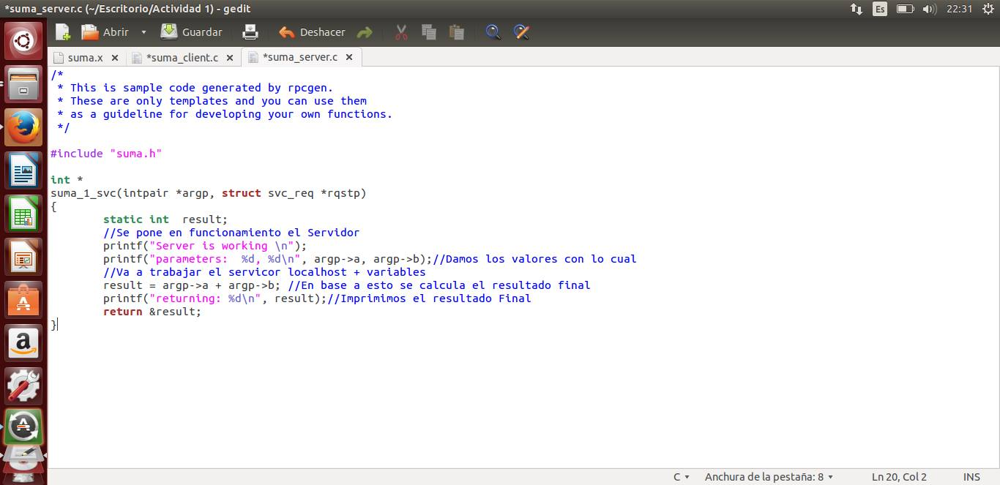 *suma_server.c (~/Escritorio/Actividad 1) - gedit
Es
22:31
Abrir
Guardar
Deshacer
suma.x
*suma_client.c
*suma_server.c
/*
 * This is sample code generated by rpcgen.
 * These are only templates and you can use them
 * as a guideline for developing your own functions.
 */
#include "suma.h"
int *
suma_1_svc(intpair *argp, struct svc_req *rqstp)
{
        static int  result;
        //Se pone en funcionamiento el Servidor
        printf("Server is working \n");
        printf("parameters:  %d, %d\n", argp->a, argp->b);//Damos los valores con lo cual
        //Va a trabajar el servicor localhost + variables
        result = argp->a + argp->b; //En base a esto se calcula el resultado final
        printf("returning: %d\n", result);//Imprimimos el resultado Final
        return &result;
}
a
C
Anchura de la pestaña: 8
Ln 20, Col 2
INS